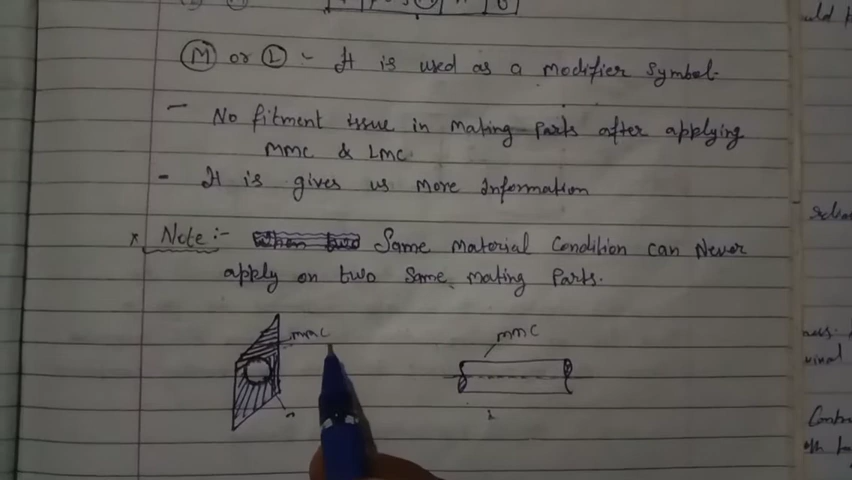 Ⓜ or Ⓛ :- It is used as a modifier symbol.
- No fitment issue in mating parts after applying
MMC & LMC.
- It is gives us more information
* Note:- Same material condition can never
apply on two same mating parts.
MMC
MMC